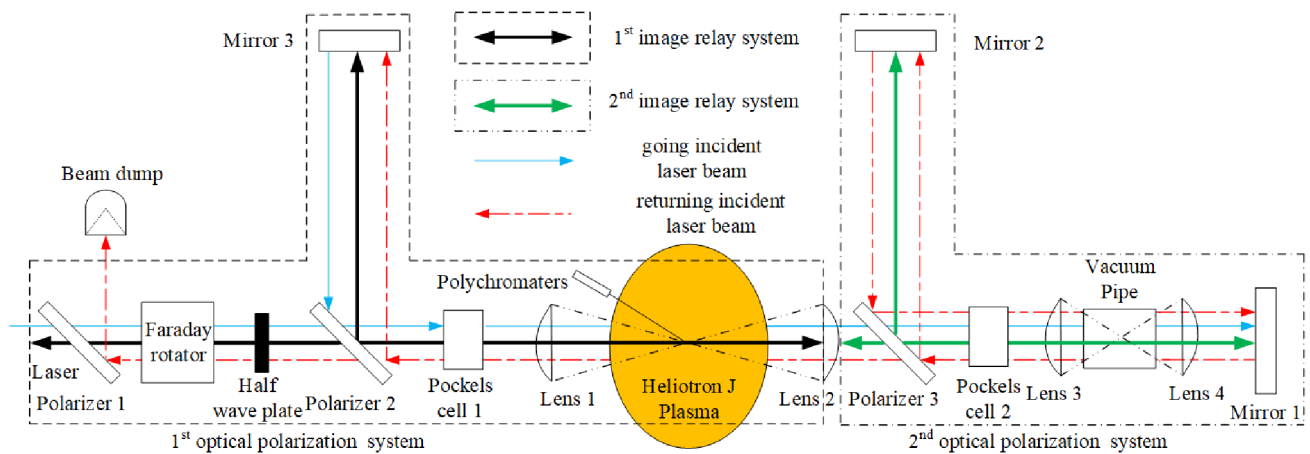 Mirror 3
1st image relay system
Mirror 2
2nd image relay system
going incident
laser beam
Beam dump
returning incident
laser beam
Polychromaters
Vacuum
Pipe
Faraday
rotator
Laser
Polarizer 1
Half
wave plate
Polarizer 2
Pockels
cell 1
Lens 1
Heliotron J
Plasma
Lens 2
Polarizer 3
Pockels
cell 2
Lens 3
Lens 4
Mirror 1
1st optical polarization system
2nd optical polarization system